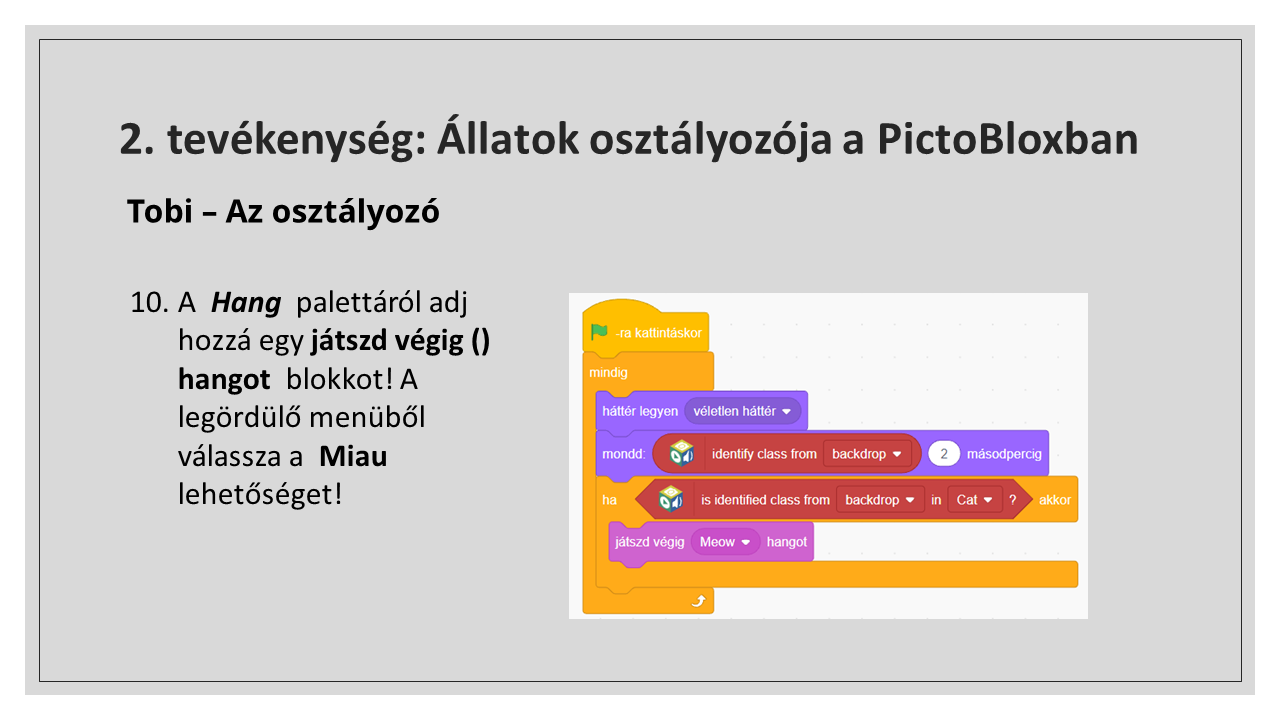 2. tevékenység: Állatok osztályozója a PictoBloxban
Tobi – Az osztályozó
10. A Hang palettáról adj
hozzá egy játszd végig ()
hangot blokkot! A
legördülő menüből
válassza a Miau
lehetőséget!
-ra kattintáskor
mindig
háttér legyen véletlen háttér
mondd: identify class from backdrop 2 másodpercig
ha is identified class from backdrop in Cat ? akkor
játszd végig Meow hangot